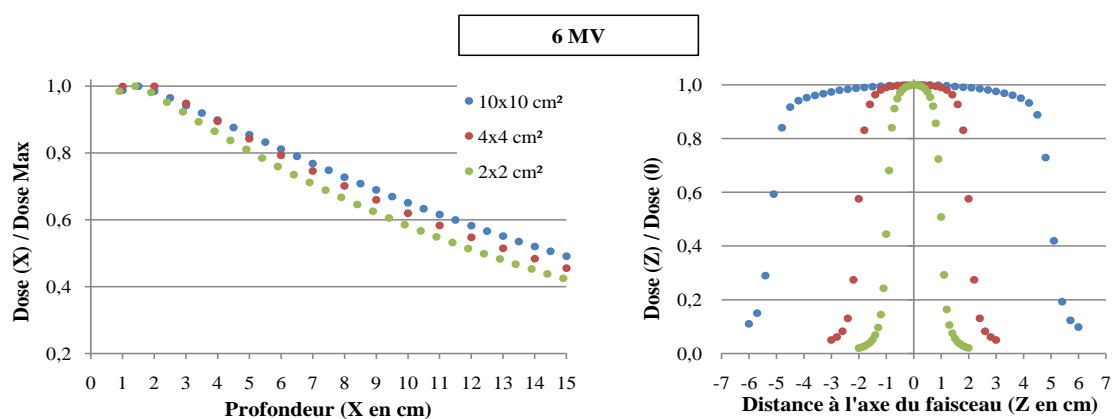 6 MV
Dose (X) / Dose Max
1,0
0,8
0,6
0,4
0,2
0 1 2 3 4 5 6 7 8 9 10 11 12 13 14 15
Profondeur (X en cm)
10x10 cm²
4x4 cm²
2x2 cm²
Dose (Z) / Dose (0)
1,0
0,8
0,6
0,4
0,2
0,0
-7 -6 -5 -4 -3 -2 -1 0 1 2 3 4 5 6 7
Distance à l'axe du faisceau (Z en cm)